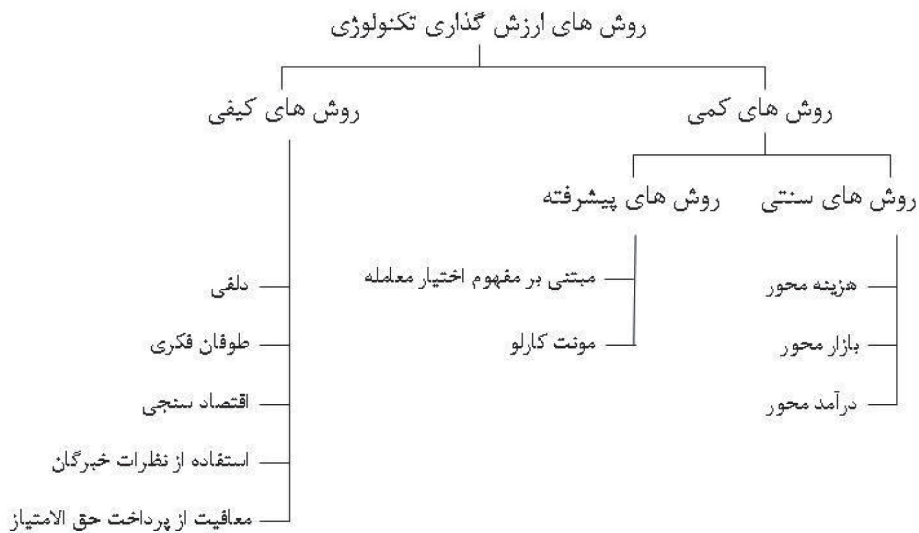 روش های ارزش گذاری تکنولوژی
روش های کمی
روش های کیفی
روش های سنتی
روش های پیشرفته
هزینه محور
بازار محور
درآمد محور
مبتنی بر مفهوم اختیار معامله
مونت کارلو
دلفی
طوفان فکری
اقتصاد سنجی
استفاده از نظرات خبرگان
معافیت از پرداخت حق الامتیاز